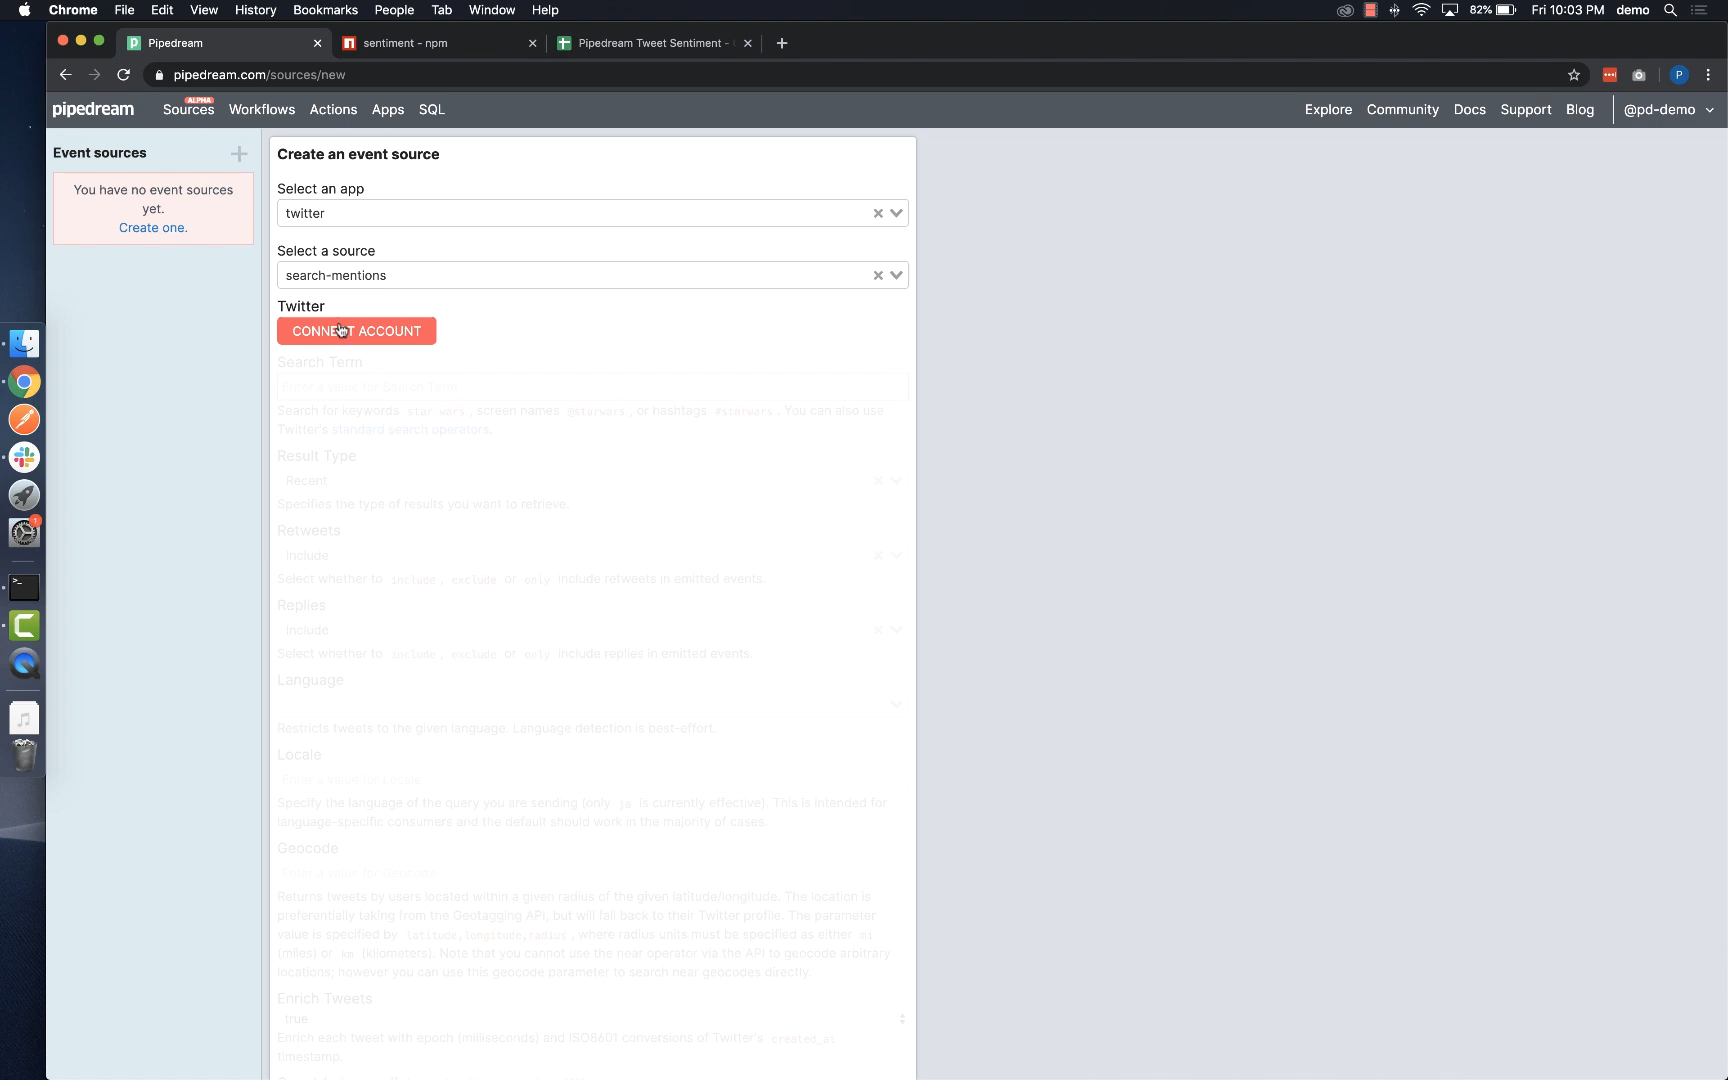 Chrome File Edit View History Bookmarks People Tab Window Help 82% Fri 10:03 PM demo
Pipedream
sentiment - npm
Pipedream Tweet Sentiment -
pipedream.com/sources/new
P
pipedream
Sources
ALPHA
Workflows Actions Apps SQL
Explore Community Docs Support Blog @pd-demo
Event sources
You have no event sources
yet.
Create one.
Create an event source
Select an app
twitter
Select a source
search-mentions
Twitter
CONNECT ACCOUNT
Search Term
Enter a value for Search Term
Search for keywords star wars, screen names @starwars, or hashtags #starwars. You can also use
Twitter's standard search operators.
Result Type
Recent
Specifies the type of results you want to retrieve.
Retweets
Include
Select whether to include, exclude or only include retweets in emitted events.
Replies
Include
Select whether to include, exclude or only include replies in emitted events.
Language
Restricts tweets to the given language. Language detection is best-effort.
Locale
Enter a value for Locale
Specify the language of the query you are sending (only ja is currently effective). This is intended for
language-specific consumers and the default should work in the majority of cases.
Geocode
Enter a value for Geocode
Returns tweets by users located within a given radius of the given latitude/longitude. The location is
preferentially taking from the Geotagging API, but will fall back to their Twitter profile. The parameter
value is specified by latitude,longitude,radius, where radius units must be specified as either mi
(miles) or km (kilometers). Note that you cannot use the near operator via the API to geocode arbitrary
locations; however you can use this geocode parameter to search near geocodes directly.
Enrich Tweets
true
Enrich each tweet with epoch (milliseconds) and ISO8601 conversions of Twitter's created_at
timestamp.